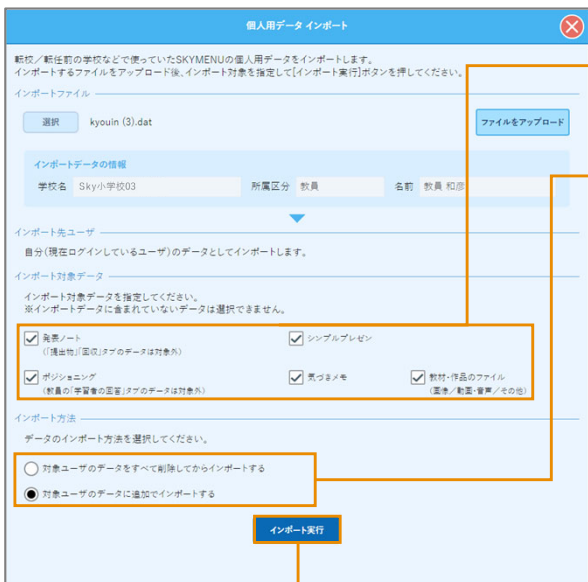 個人用データ インポート
転校／転任前の学校などで使っていたSKYMENUの個人用データをインポートします。
インポートするファイルをアップロード後、インポート対象を指定して[インポート実行]ボタンを押してください。
インポートファイル
選択 kyouin (3).dat ファイルをアップロード
インポートデータの情報
学校名 Sky小学校03 所属区分 教員 名前 教員 和彦
インポート先ユーザ
自分(現在ログインしているユーザ)のデータとしてインポートします。
インポート対象データ
インポート対象データを指定してください。
※インポートデータに含まれていないデータは選択できません。
発表ノート シンプルプレゼン
(「提出物」「回収」タブのデータは対象外)
ポジショニング 気づきメモ 教材・作品のファイル
(教員の「学習者の回答」タブのデータは対象外) (画像／動画・音声／その他)
インポート方法
データのインポート方法を選択してください。
対象ユーザのデータをすべて削除してからインポートする
対象ユーザのデータに追加でインポートする
インポート実行